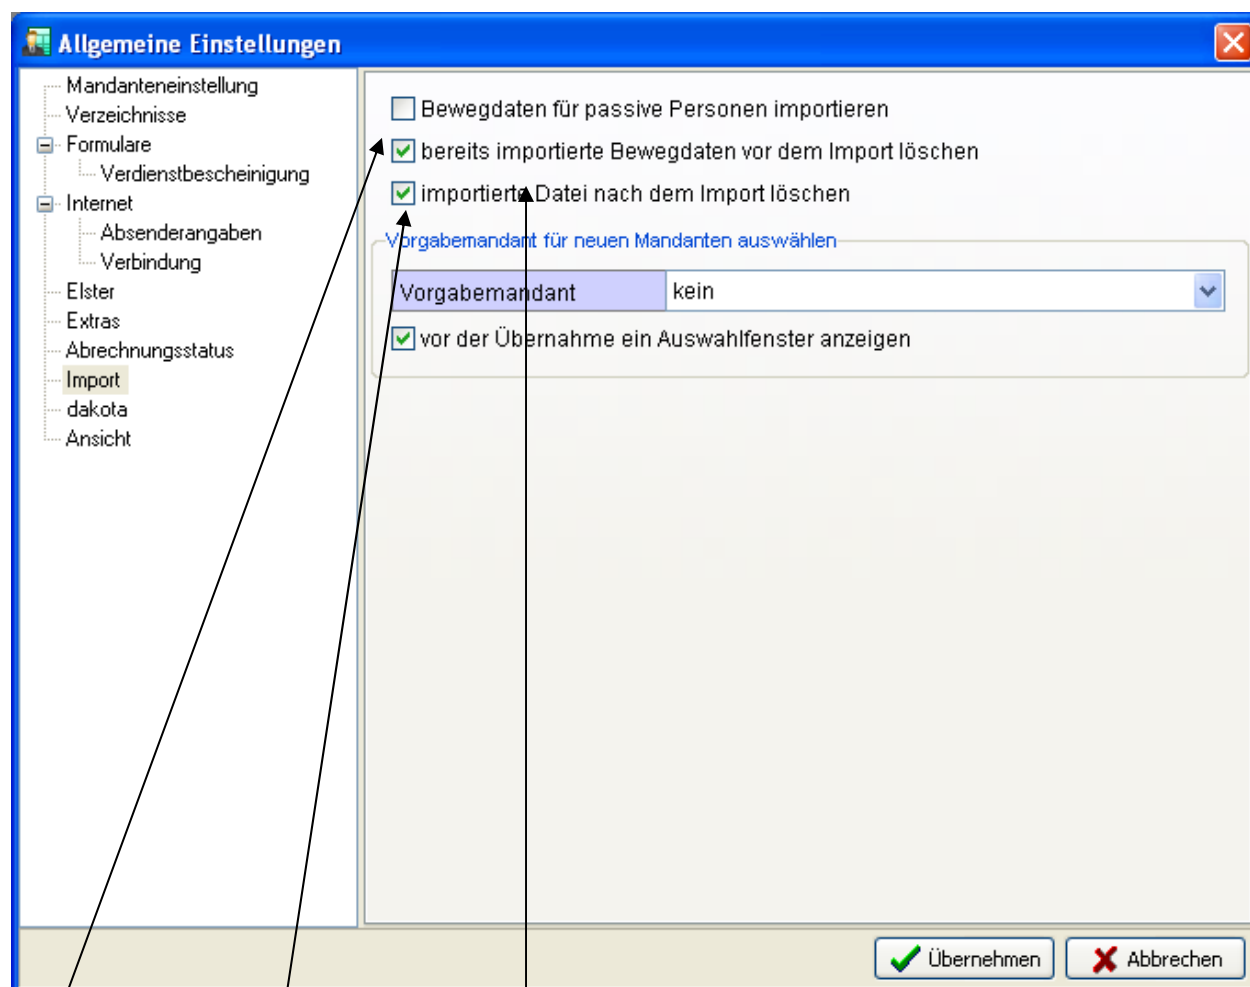 Allgemeine Einstellungen
Mandanteneinstellung
Verzeichnisse
Formulare
Verdienstbescheinigung
Internet
Absenderangaben
Verbindung
Elster
Extras
Abrechnungsstatus
Import
dakota
Ansicht
Bewegdaten für passive Personen importieren
bereits importierte Bewegdaten vor dem Import löschen
importierte Datei nach dem Import löschen
Vorgabemandant für neuen Mandanten auswählen
Vorgabemandant kein
vor der Übernahme ein Auswahlfenster anzeigen
Übernehmen Abbrechen